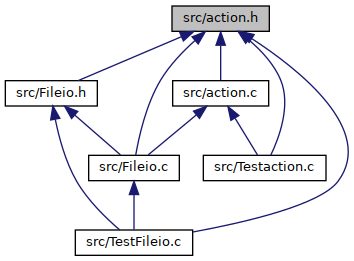 src/action.h
src/Fileio.h
src/action.c
src/Fileio.c
src/Testaction.c
src/TestFileio.c